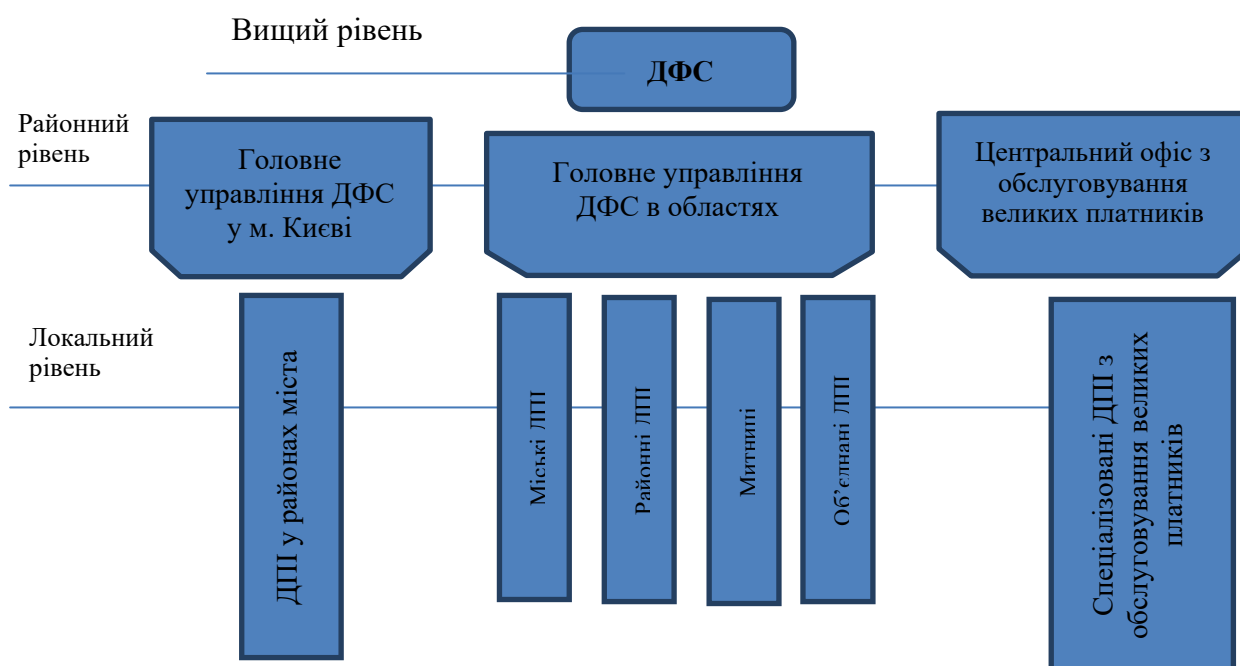 Вищий рівень
ДФС
Районний
рівень
Головне
управління ДФС
у м. Києві
Головне управління
ДФС в областях
Центральний офіс з
обслуговування
великих платників
Локальний
рівень
ДПІ у районах міста
Міські ДПІ
Районні ДПІ
Митниці
Об’єднані ДПІ
Спеціалізовані ДПІ з
обслуговування великих
платників